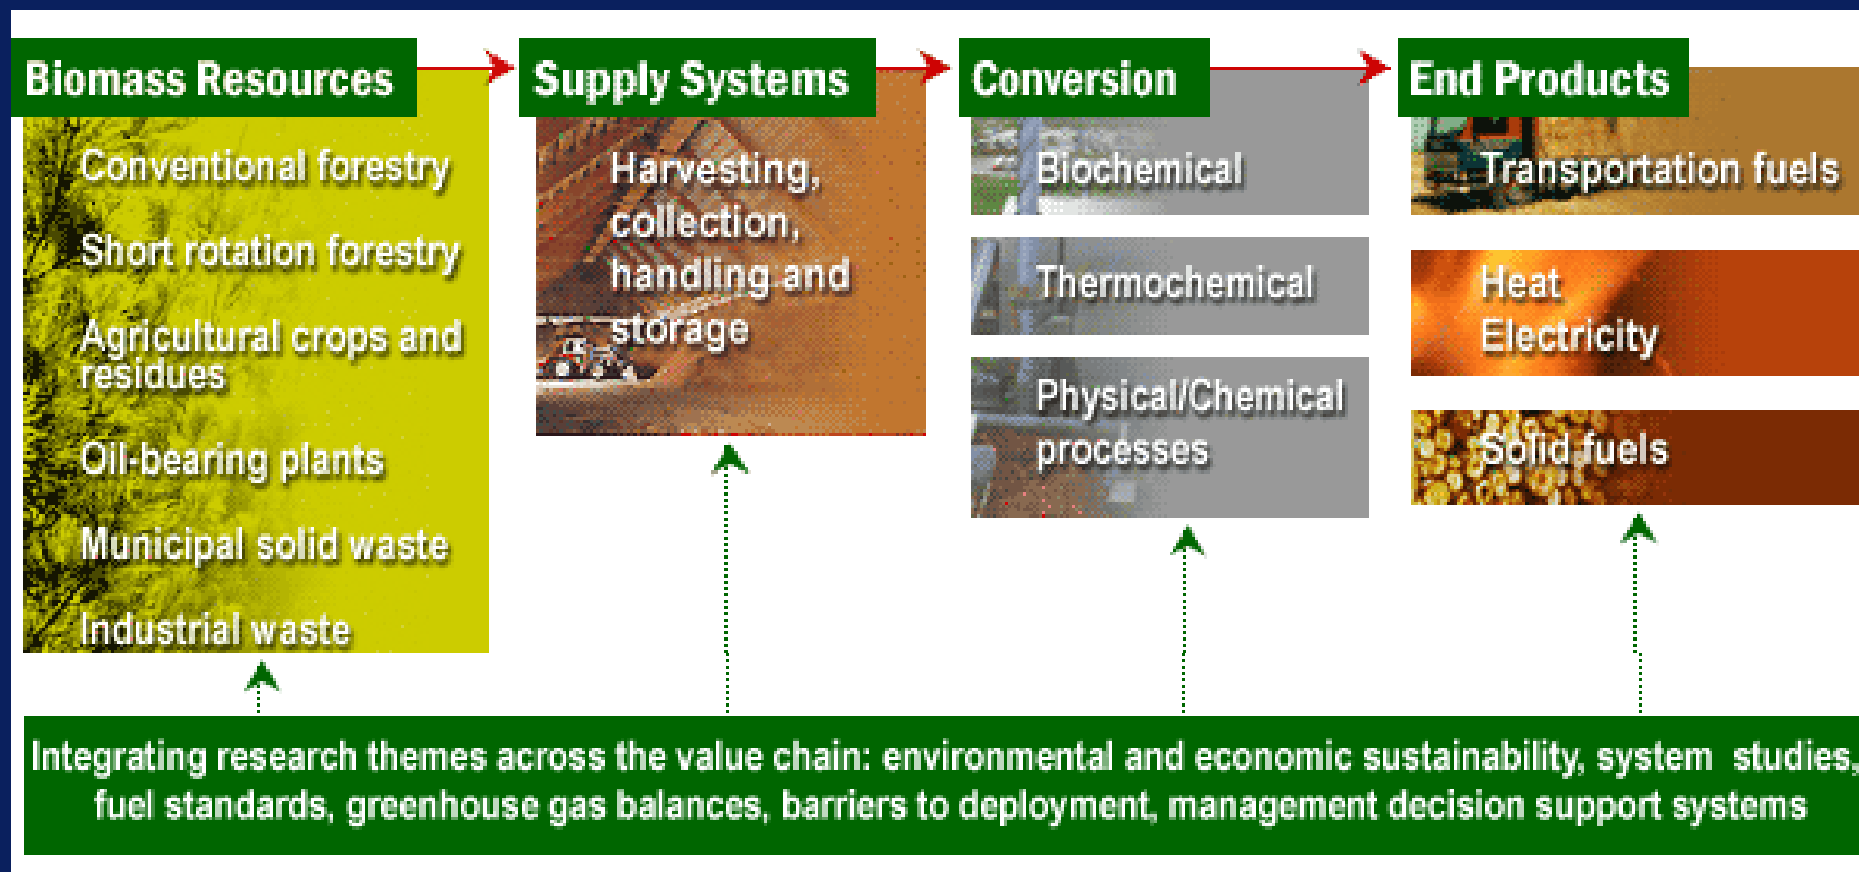 Biomass Resources
Conventional forestry
Short rotation forestry
Agricultural crops and
residues
Oil-bearing plants
Municipal solid waste
Industrial waste
Supply Systems
Harvesting,
collection,
handling and
storage
Conversion
Biochemical
Thermochemical
Physical/Chemical
processes
End Products
Transportation fuels
Heat
Electricity
Solid fuels
Integrating research themes across the value chain: environmental and economic sustainability, system studies,
fuel standards, greenhouse gas balances, barriers to deployment, management decision support systems